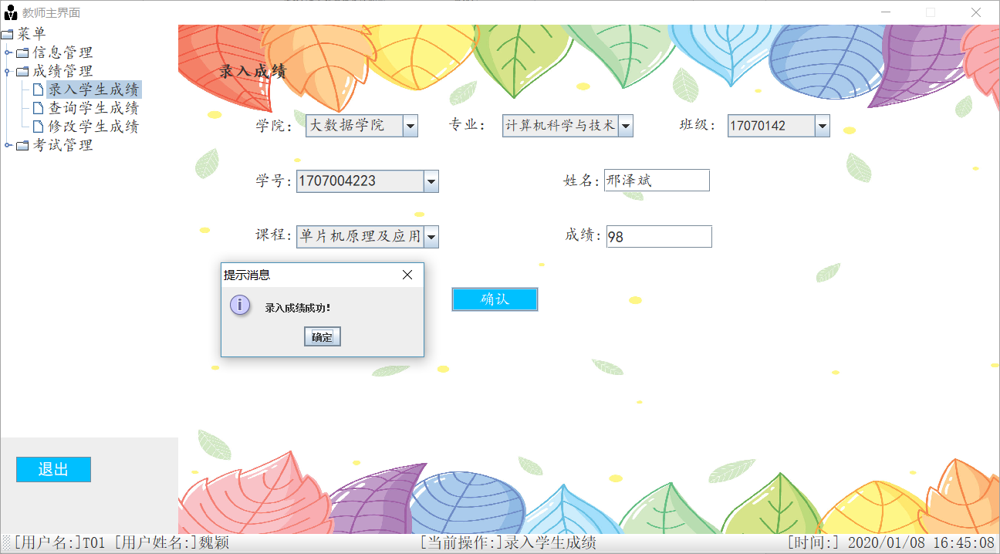 教师主界面
菜单
信息管理
成绩管理
录入学生成绩
查询学生成绩
修改学生成绩
考试管理
录入成绩
学院: 大数据学院 专业: 计算机科学与技术 班级: 17070142
学号: 1707004223 姓名: 邢泽斌
课程: 单片机原理及应用 成绩: 98
提示消息
录入成绩成功!
确定
确认
退出
[用户名:]T01 [用户姓名:]魏颖 [当前操作:]录入学生成绩 [时间:] 2020/01/08 16:45:08